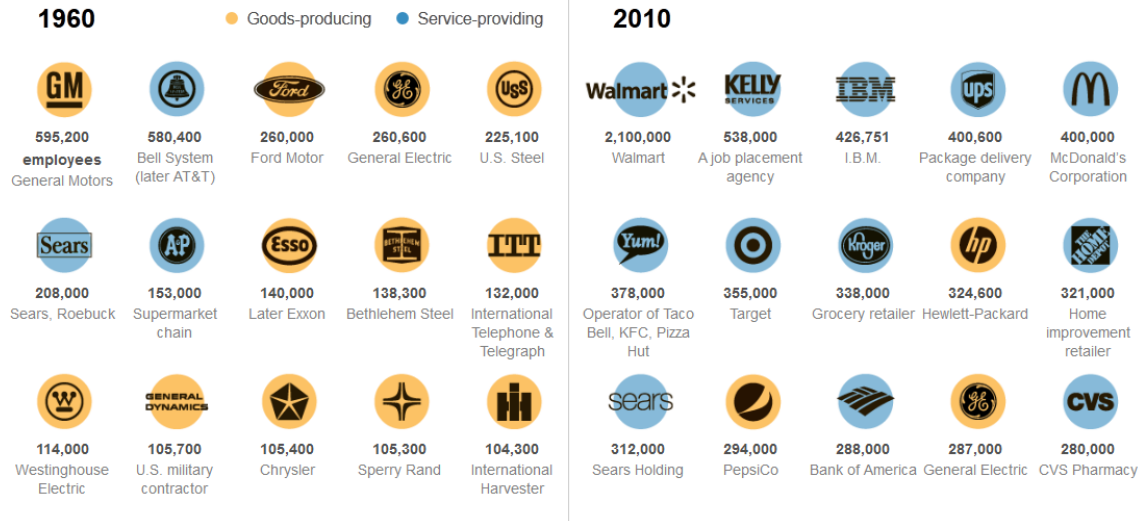 1960
Goods-producing
Service-providing
2010
GM
Ford
GE
USS
Walmart
KELLY
SERVICES
IBM
ups
595,200
580,400
260,000
260,600
225,100
2,100,000
538,000
426,751
400,600
400,000
employees
General Motors
Bell System
(later AT&T)
Ford Motor
General Electric
U.S. Steel
Walmart
A job placement
agency
I.B.M.
Package delivery
company
McDonald's
Corporation
Sears
A&P
Esso
BETHLEHEM
STEEL
ITT
Yum!
Kroger
hp
THE
HOME
DEPOT
208,000
153,000
140,000
138,300
132,000
378,000
355,000
338,000
324,600
321,000
Sears, Roebuck
Supermarket
chain
Later Exxon
Bethlehem Steel
International
Telephone &
Telegraph
Operator of Taco
Bell, KFC, Pizza
Hut
Target
Grocery retailer
Hewlett-Packard
Home
improvement
retailer
W
GENERAL
DYNAMICS
IH
sears
GE
CVS
114,000
105,700
105,400
105,300
104,300
312,000
294,000
288,000
287,000
280,000
Westinghouse
Electric
U.S. military
contractor
Chrysler
Sperry Rand
International
Harvester
Sears Holding
PepsiCo
Bank of America
General Electric
CVS Pharmacy